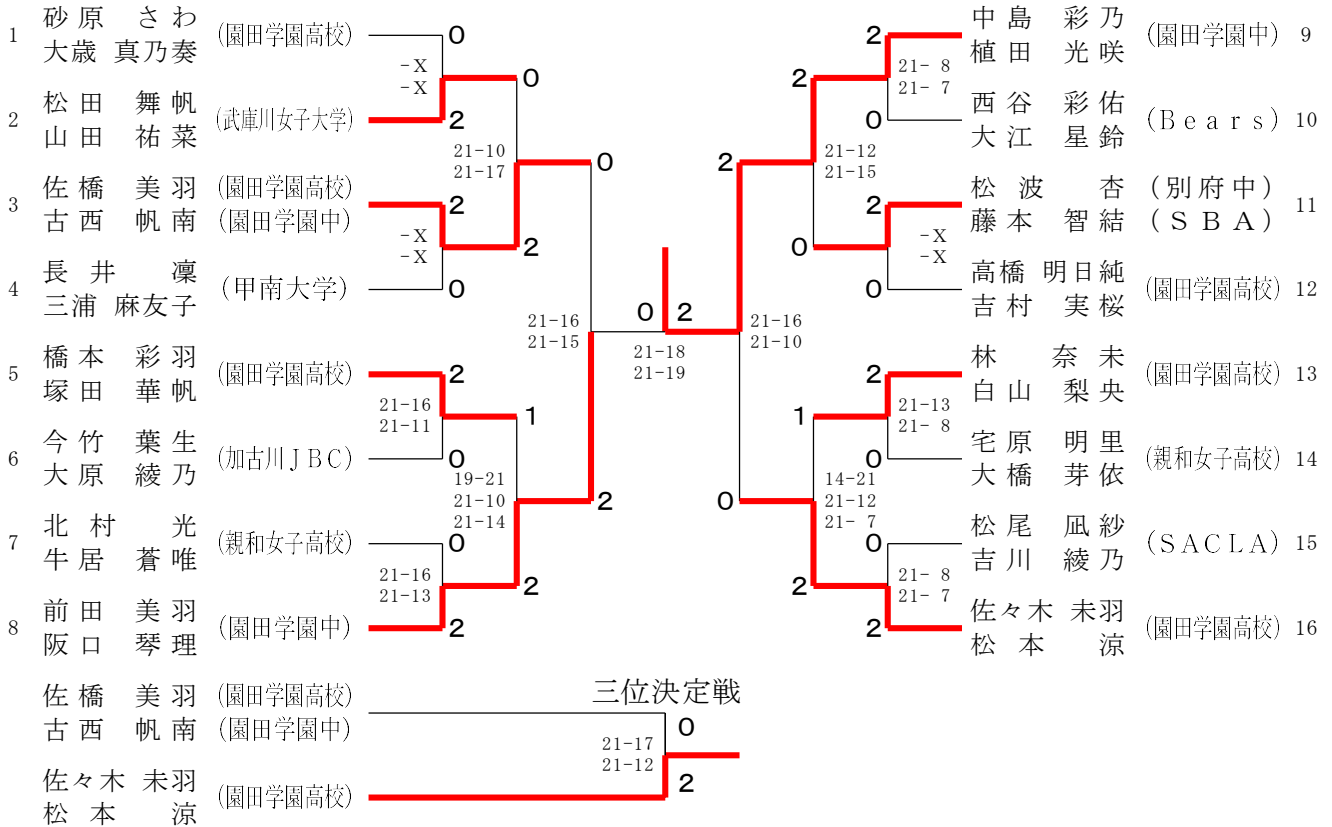 1 砂原 さわ (園田学園高校)
大歳 真乃奏
0
-X
-X
0
2 松田 舞帆 (武庫川女子大学)
山田 祐菜
2
21-10
21-17
0
3 佐橋 美羽 (園田学園高校)
古西 帆南 (園田学園中)
2
-X
-X
2
4 長井 凜 (甲南大学)
三浦 麻友子
0
21-16
21-15
5 橋本 彩羽 (園田学園高校)
塚田 華帆
2
21-16
21-11
1
6 今竹 葉生 (加古川JBC)
大原 綾乃
0
19-21
21-10
21-14
2
7 北村 光 (親和女子高校)
牛居 蒼唯
0
21-16
21-13
2
8 前田 美羽 (園田学園中)
阪口 琴理
2
0 2
21-18
21-19
中島 彩乃 (園田学園中) 9
植田 光咲
2
21- 8
21- 7
2
西谷 彩佑 (Bears) 10
大江 星鈴
0
21-12
21-15
2
松波 杏 (別府中) 11
藤本 智結 (SBA)
2
-X
-X
0
高橋 明日純 (園田学園高校) 12
吉村 実桜
0
21-16
21-10
林 奈未 (園田学園高校) 13
白山 梨央
2
21-13
21- 8
1
宅原 明里 (親和女子高校) 14
大橋 芽依
0
14-21
21-12
21- 7
0
松尾 凪紗 (SACLA) 15
吉川 綾乃
0
21- 8
21- 7
2
佐々木 未羽 (園田学園高校) 16
松本 涼
2
三位決定戦
佐橋 美羽 (園田学園高校)
古西 帆南 (園田学園中)
0
21-17
21-12
佐々木 未羽 (園田学園高校)
松本 涼
2